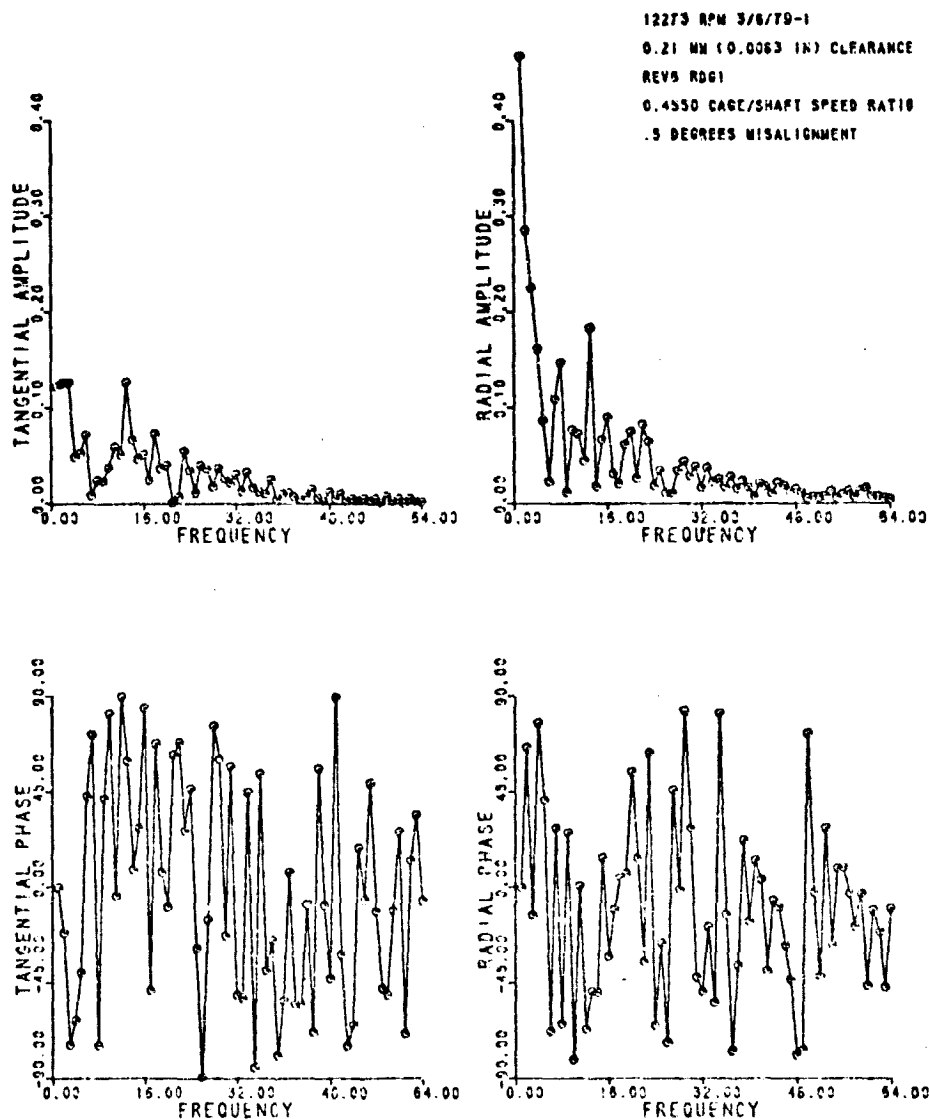 12273 RPM 3/6/79-1
0.21 MM (0.0083 IN) CLEARANCE
REV5 RDG1
0.4550 CAGE/SHAFT SPEED RATIO
.5 DEGREES MISALIGNMENT
TANGENTIAL AMPLITUDE
0.00 0.10 0.20 0.30 0.40
0.00 16.00 32.00 48.00 64.00
FREQUENCY
RADIAL AMPLITUDE
0.00 0.10 0.20 0.30 0.40
0.00 16.00 32.00 48.00 64.00
FREQUENCY
TANGENTIAL PHASE
-90.00 -45.00 0.00 45.00 90.00
0.00 16.00 32.00 48.00 64.00
FREQUENCY
RADIAL PHASE
-90.00 -45.00 0.00 45.00 90.00
0.00 16.00 32.00 48.00 64.00
FREQUENCY